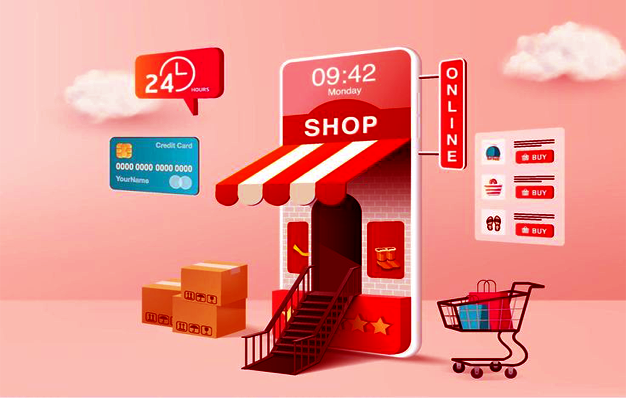 24 HOURS
Credit Card
0000 0000 0000 0000
YourName
09:42
Monday
SHOP
ONLINE
BUY
BUY
BUY